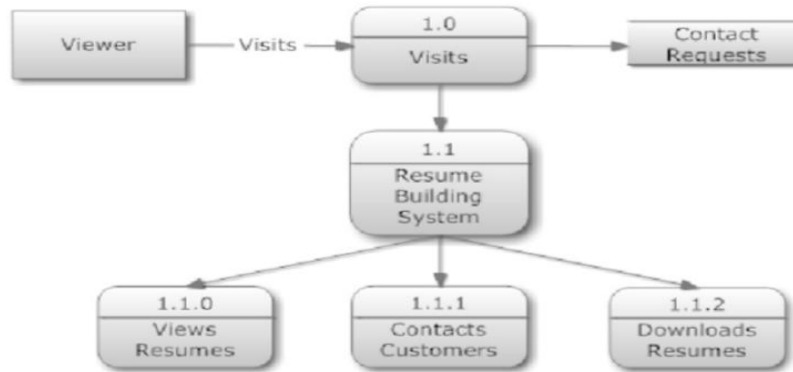 Viewer
Visits
1.0
Visits
Contact
Requests
1.1
Resume
Building
System
1.1.0
Views
Resumes
1.1.1
Contacts
Customers
1.1.2
Downloads
Resumes